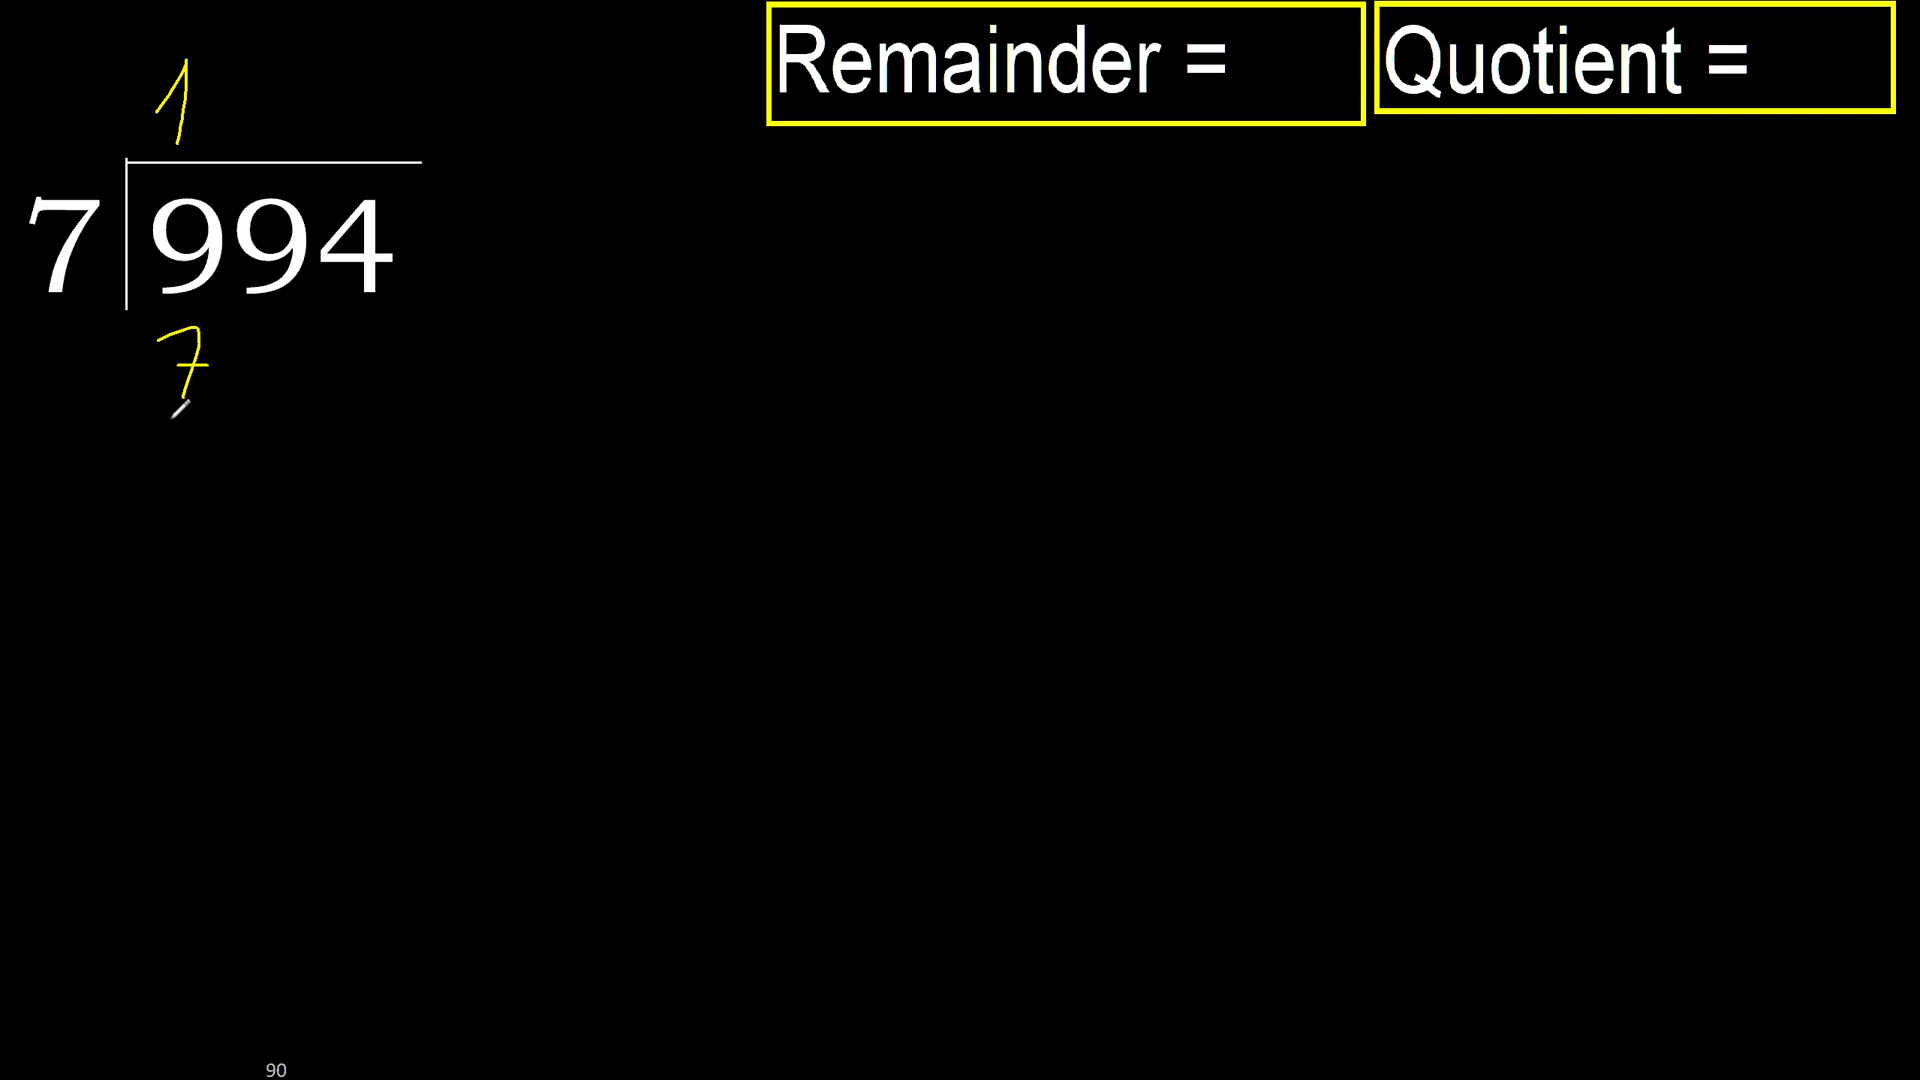 Remainder =
Quotient =
1
7 994
7
90